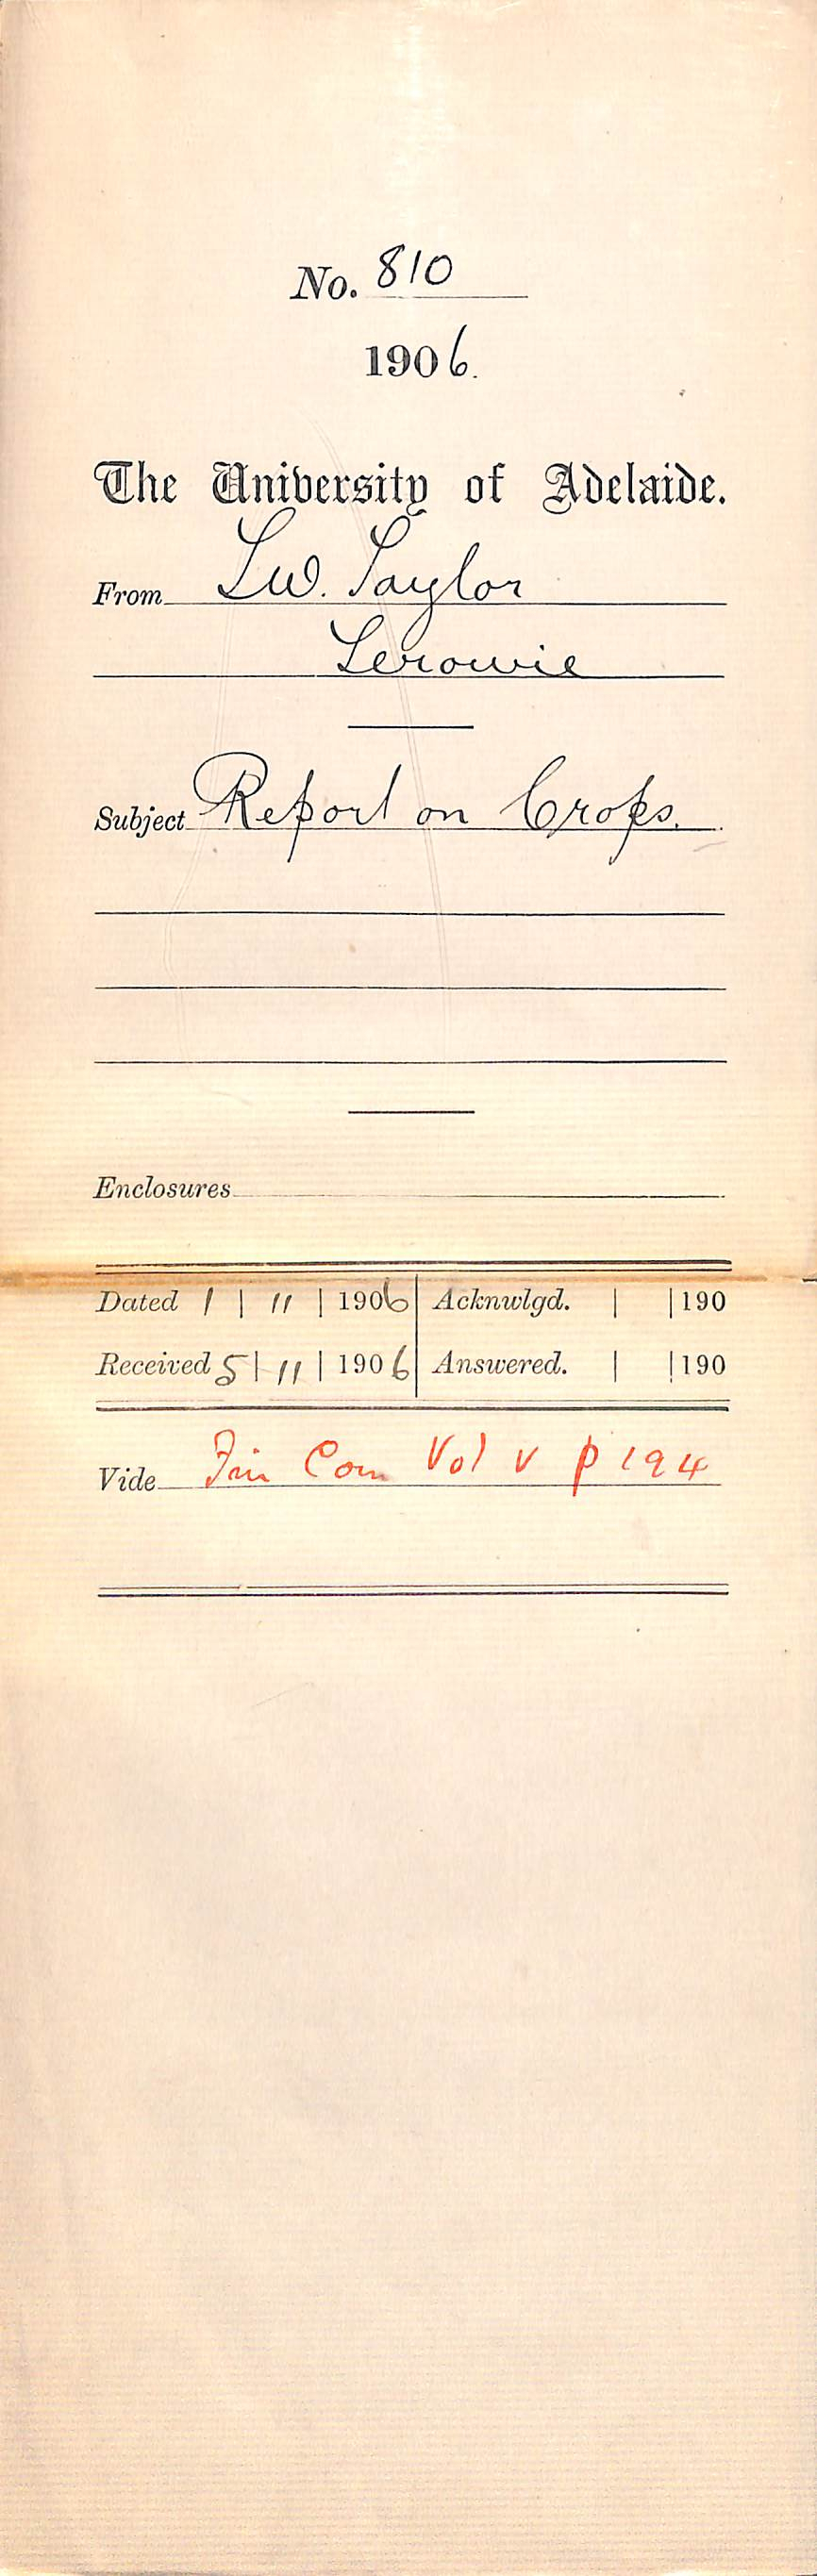 No. 810
1906.
The University of Adelaide.
From TW. Taylor
Terowie
Subject Report on Crops.
Enclosures
Dated 1 | 11 | 1906 Acknwlgd. | | 190
Received 5 | 11 | 1906 Answered. | | 190
Vide Fin Com Vol V p 194